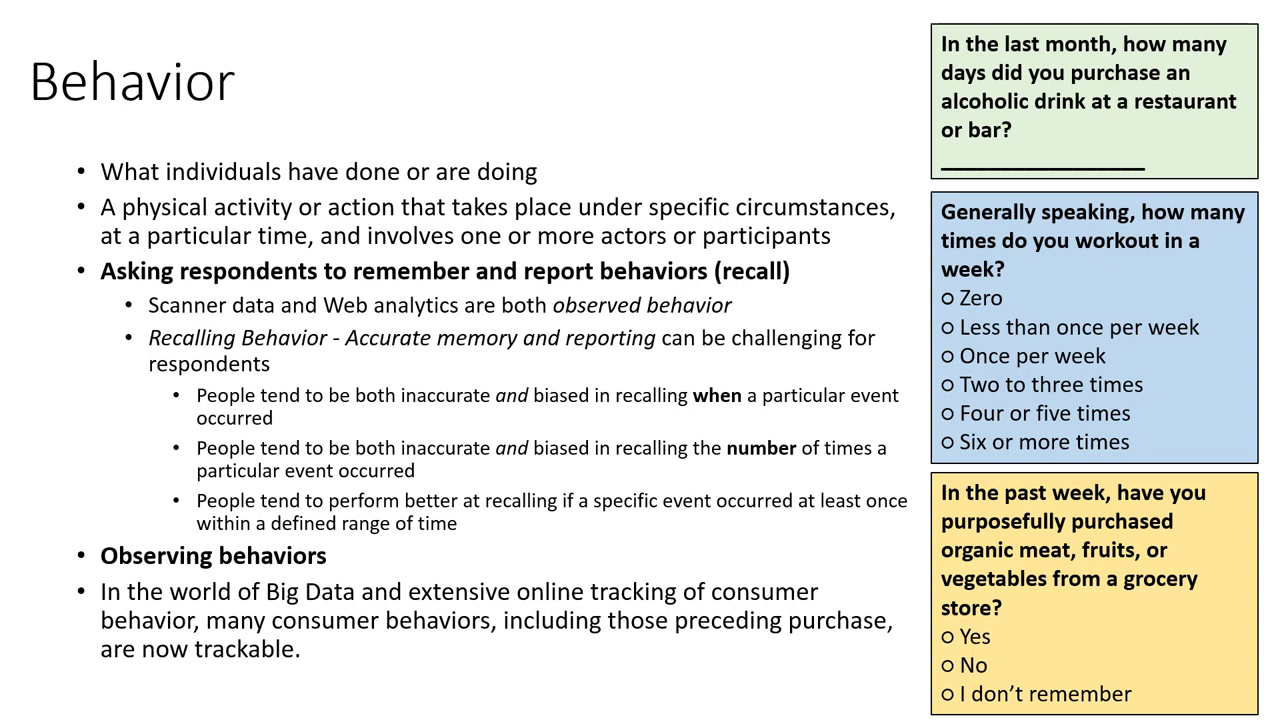 Behavior
• What individuals have done or are doing
• A physical activity or action that takes place under specific circumstances,
at a particular time, and involves one or more actors or participants
• Asking respondents to remember and report behaviors (recall)
• Scanner data and Web analytics are both observed behavior
• Recalling Behavior - Accurate memory and reporting can be challenging for
respondents
• People tend to be both inaccurate and biased in recalling when a particular event
occurred
• People tend to be both inaccurate and biased in recalling the number of times a
particular event occurred
• People tend to perform better at recalling if a specific event occurred at least once
within a defined range of time
• Observing behaviors
• In the world of Big Data and extensive online tracking of consumer
behavior, many consumer behaviors, including those preceding purchase,
are now trackable.
In the last month, how many
days did you purchase an
alcoholic drink at a restaurant
or bar?
_________________
Generally speaking, how many
times do you workout in a
week?
○ Zero
○ Less than once per week
○ Once per week
○ Two to three times
○ Four or five times
○ Six or more times
In the past week, have you
purposefully purchased
organic meat, fruits, or
vegetables from a grocery
store?
○ Yes
○ No
○ I don’t remember